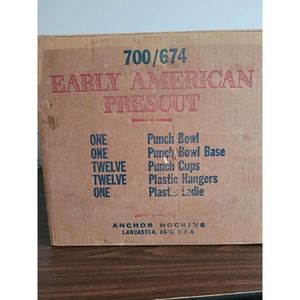 700/674
EARLY AMERICAN
PRESCUT
ONE Punch Bowl
ONE Punch Bowl Base
TWELVE Punch Cups
TWELVE Plastic Hangers
ONE Plastic Ladle
ANCHOR HOCKING
LANCASTER, OHIO, U.S.A.